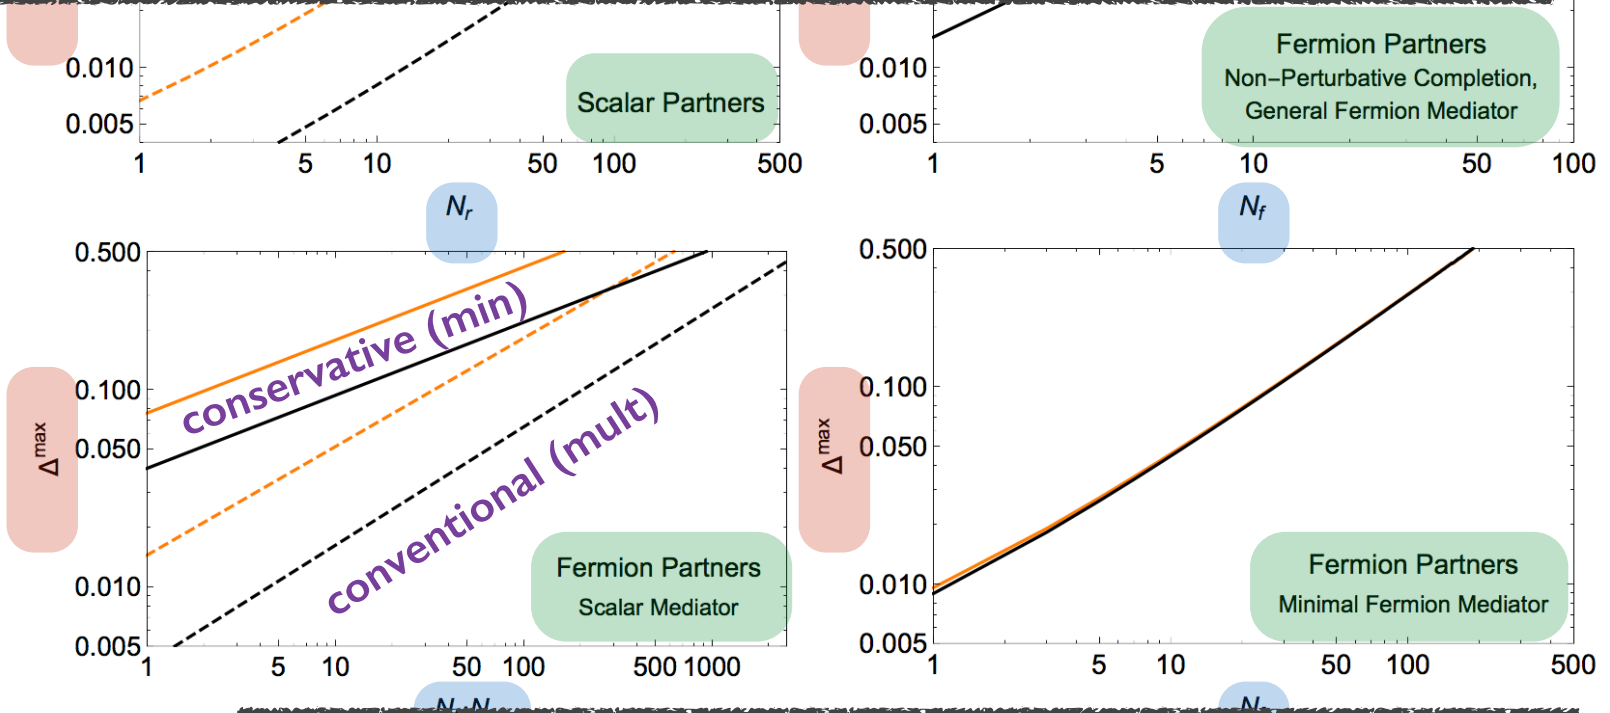 0.010
0.005
1 5 10 50 100 500
Scalar Partners
N_r
0.010
0.005
1 5 10 50 100
Fermion Partners
Non–Perturbative Completion,
General Fermion Mediator
N_f
0.500
0.100
0.050
0.010
0.005
Δ^max
conservative (min)
conventional (mult)
Fermion Partners
Scalar Mediator
1 5 10 50 100 500 1000
0.500
0.100
0.050
0.010
0.005
Δ^max
Fermion Partners
Minimal Fermion Mediator
1 5 10 50 100 500